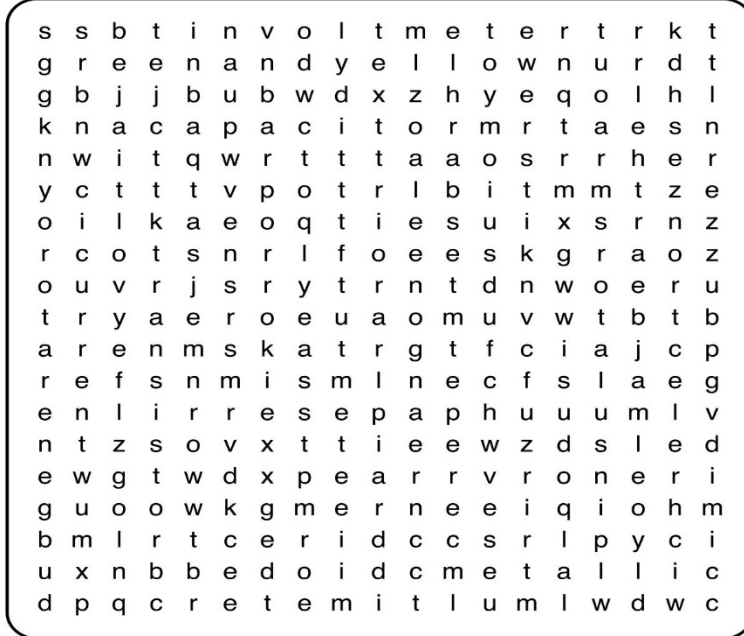 s s b t i n v o l t m e t e r t r k t
g r e e n a n d y e l l o w n u r d t
g b j j b u b w d x z h y e q o l h l
k n a c a p a c i t o r m r t a e s n
n w i t q w r t t t a a o s r r h e r
y c t t t v p o t r l b i t m m t z e
o i l k a e o q t i e s u i x s r n z
r c o t s n r l f o e e s k g r a o z
o u v r j s r y t r n t d n w o e r u
t r y a e r o e u a o m u v w t b t b
a r e n m s k a t r g t f c i a j c p
r e f s n m i s m l n e c f s l a e g
e n l i r r e s e p a p h u u u m l v
n t z s o v x t t i e e w z d s l e d
e w g t w d x p e a r r v r o n e r i
g u o o w k g m e r n e e i q i o h m
b m l r t c e r i d c c s r l p y c i
u x n b b e d o i d c m e t a l l i c
d p q c r e t e m i t l u m l w d w c